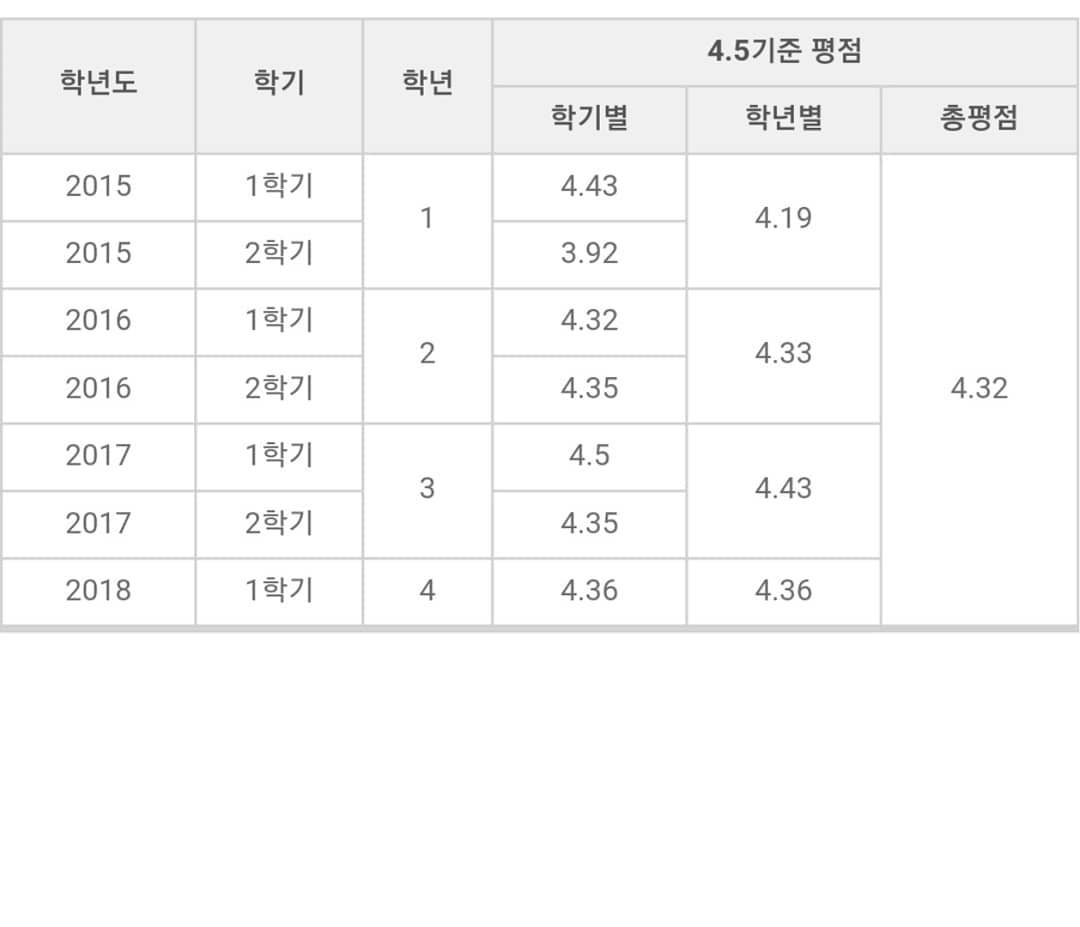 학년도 학기 학년 4.5기준 평점
학기별 학년별 총평점
2015 1학기 1 4.43 4.19 4.32
2015 2학기 3.92
2016 1학기 2 4.32 4.33
2016 2학기 4.35
2017 1학기 3 4.5 4.43
2017 2학기 4.35
2018 1학기 4 4.36 4.36